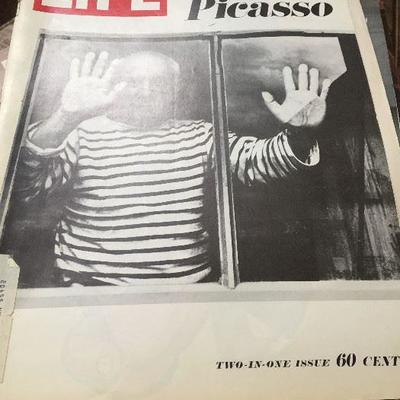 LIFE
Picasso
TWO-IN-ONE ISSUE 60 CENT